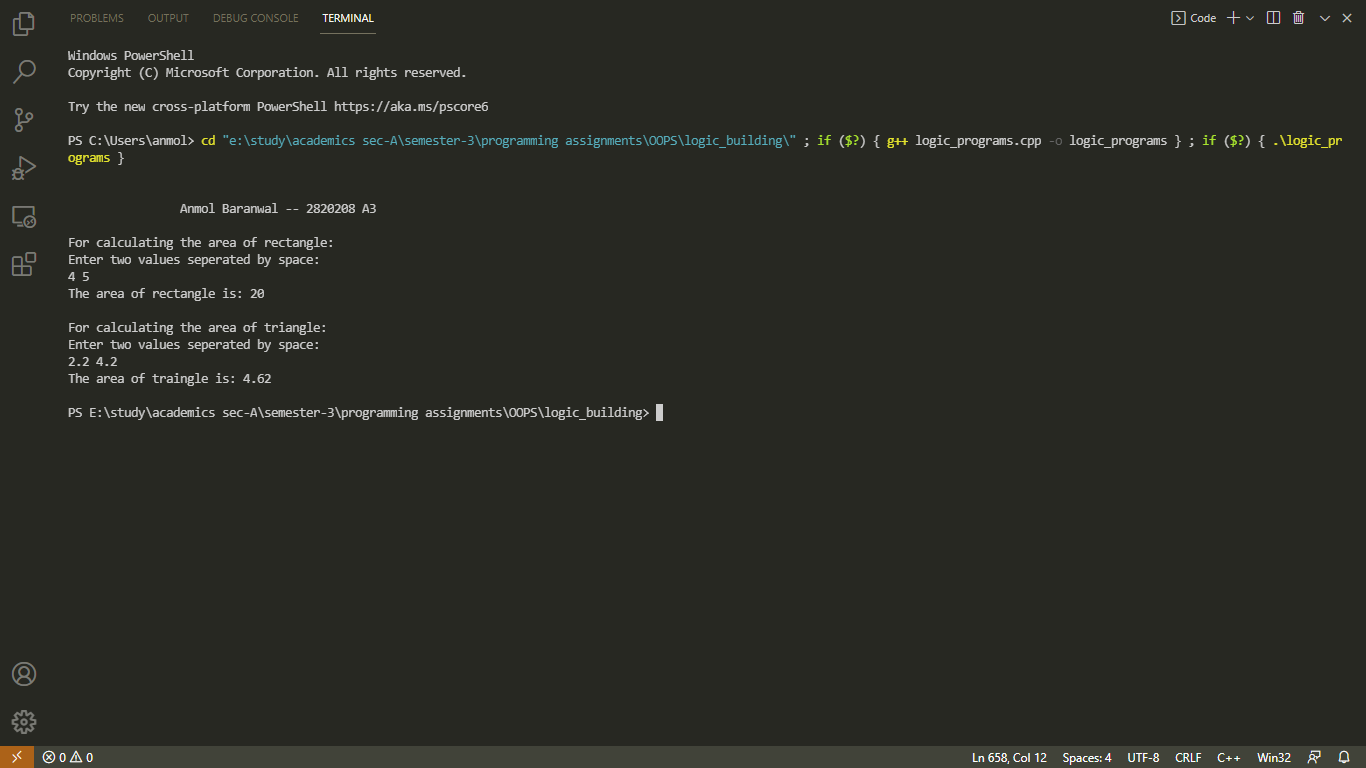 PROBLEMS OUTPUT DEBUG CONSOLE TERMINAL Code
Windows PowerShell
Copyright (C) Microsoft Corporation. All rights reserved.
Try the new cross-platform PowerShell https://aka.ms/pscore6
PS C:\Users\anmol> cd "e:\study\academics sec-A\semester-3\programming assignments\OOPS\logic_building\" ; if ($?) { g++ logic_programs.cpp -o logic_programs } ; if ($?) { .\logic_pr
ograms }
Anmol Baranwal -- 2820208 A3
For calculating the area of rectangle:
Enter two values seperated by space:
4 5
The area of rectangle is: 20
For calculating the area of triangle:
Enter two values seperated by space:
2.2 4.2
The area of traingle is: 4.62
PS E:\study\academics sec-A\semester-3\programming assignments\OOPS\logic_building>
0 0 Ln 658, Col 12 Spaces: 4 UTF-8 CRLF C++ Win32